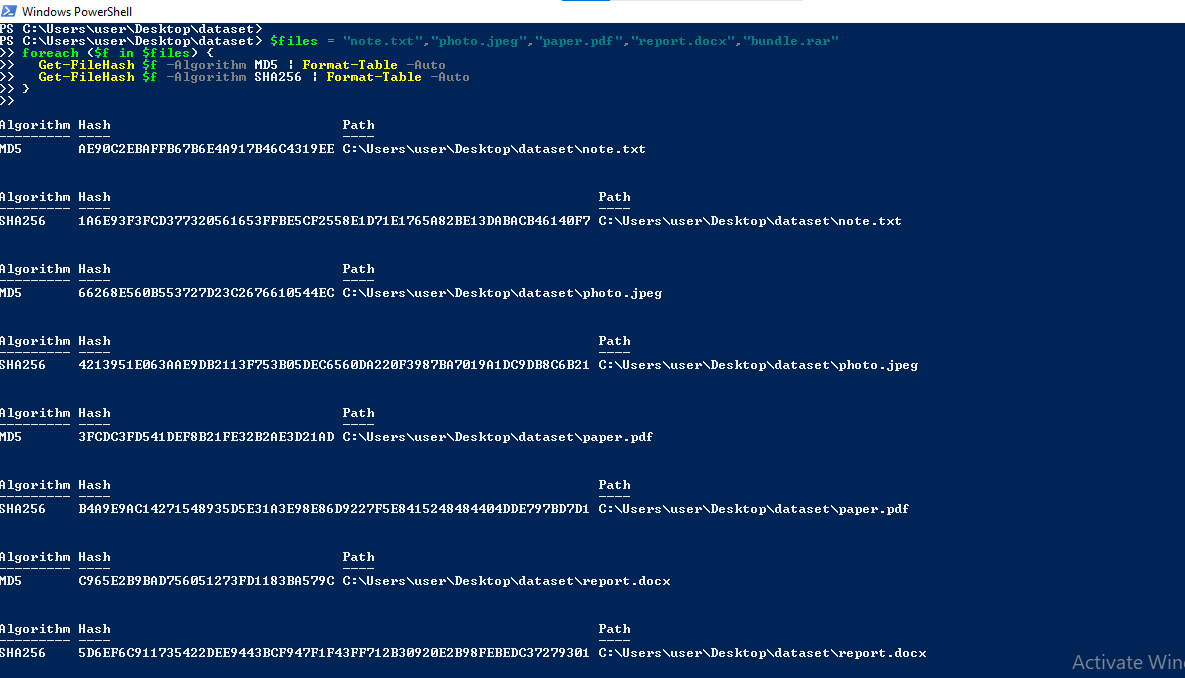 Windows PowerShell
PS C:\Users\user\Desktop\dataset>
PS C:\Users\user\Desktop\dataset> $files = "note.txt","photo.jpeg","paper.pdf","report.docx","bundle.rar"
>> foreach ($f in $files) {
>>   Get-FileHash $f -Algorithm MD5 | Format-Table -Auto
>>   Get-FileHash $f -Algorithm SHA256 | Format-Table -Auto
>> }
>>
Algorithm Hash Path
--------- ---- ----
MD5 AE90C2EBAFFB67B6E4A917B46C4319EE C:\Users\user\Desktop\dataset\note.txt
Algorithm Hash Path
--------- ---- ----
SHA256 1A6E93F3FCD377320561653FFBE5CF2558E1D71E1765A82BE13DABACB46140F7 C:\Users\user\Desktop\dataset\note.txt
Algorithm Hash Path
--------- ---- ----
MD5 66268E560B553727D23C2676610544EC C:\Users\user\Desktop\dataset\photo.jpeg
Algorithm Hash Path
--------- ---- ----
SHA256 4213951E063AAE9DB2113F753B05DEC6560DA220F3987BA7019A1DC9DB8C6B21 C:\Users\user\Desktop\dataset\photo.jpeg
Algorithm Hash Path
--------- ---- ----
MD5 3FCDC3FD541DEF8B21FE32B2AE3D21AD C:\Users\user\Desktop\dataset\paper.pdf
Algorithm Hash Path
--------- ---- ----
SHA256 B4A9E9AC14271548935D5E31A3E98E86D9227F5E8415248484404DDE797BD7D1 C:\Users\user\Desktop\dataset\paper.pdf
Algorithm Hash Path
--------- ---- ----
MD5 C965E2B9BAD756051273FD1183BA579C C:\Users\user\Desktop\dataset\report.docx
Algorithm Hash Path
--------- ---- ----
SHA256 5D6EF6C911735422DEE9443BCF947F1F43FF712B30920E2B98FEBEDC37279301 C:\Users\user\Desktop\dataset\report.docx
Activate Win